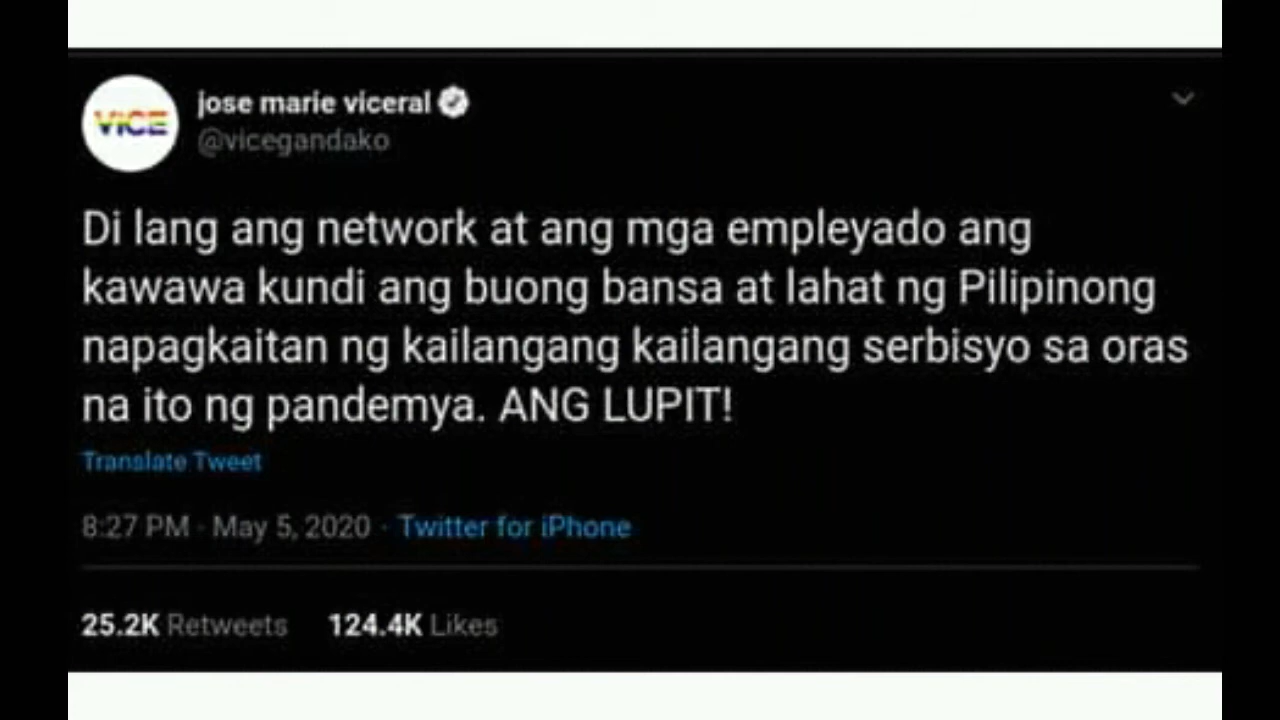 VICE
jose marie viceral
@vicegandako
Di lang ang network at ang mga empleyado ang
kawawa kundi ang buong bansa at lahat ng Pilipinong
napagkaitan ng kailangang kailangang serbisyo sa oras
na ito ng pandemya. ANG LUPIT!
Translate Tweet
8:27 PM · May 5, 2020 · Twitter for iPhone
25.2K Retweets 124.4K Likes